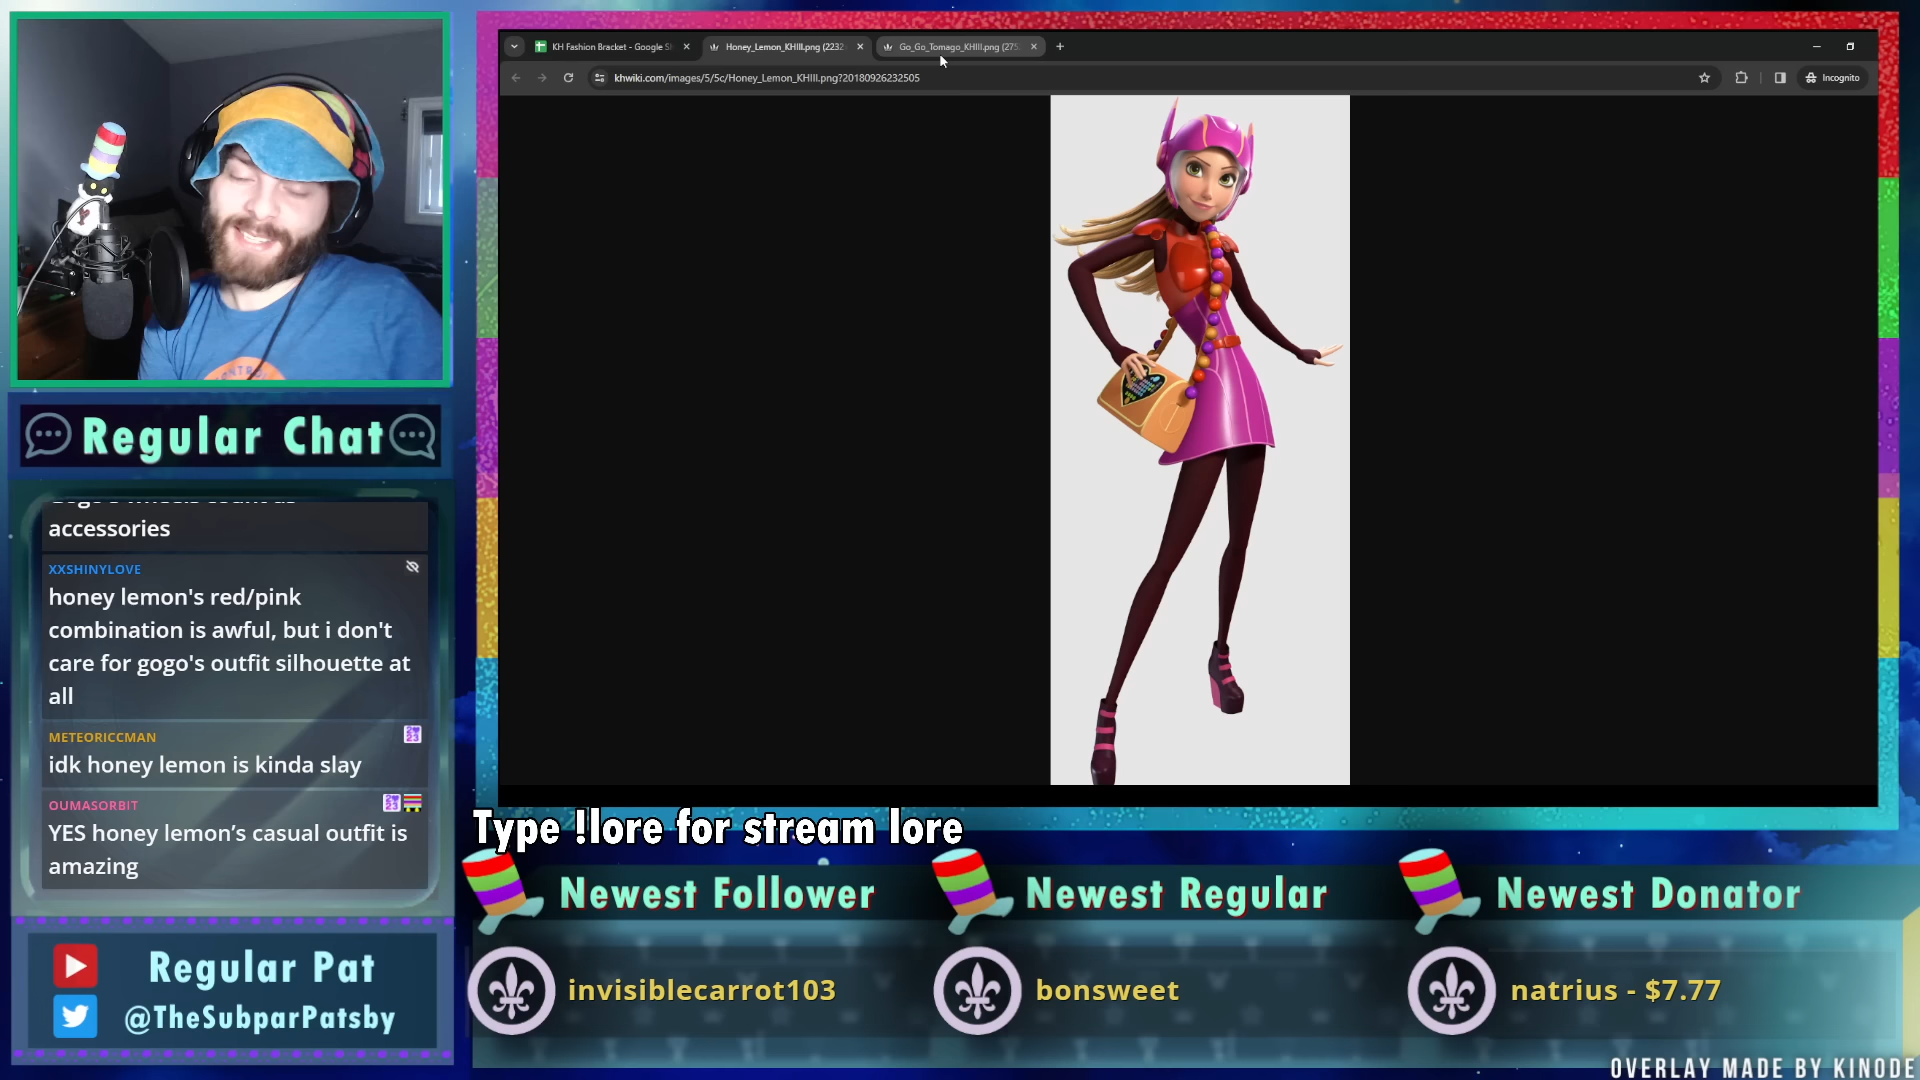 KH Fashion Bracket - Google S
Honey_Lemon_KHIII.png (2232
Go_Go_Tomago_KHIII.png (275
khwiki.com/images/5/5c/Honey_Lemon_KHIII.png?20180926232505
Incognito
Regular Chat
accessories
XXSHINYLOVE
honey lemon's red/pink
combination is awful, but i don't
care for gogo's outfit silhouette at
all
METEORICCMAN
idk honey lemon is kinda slay
OUMASORBIT
YES honey lemon’s casual outfit is
amazing
Type !lore for stream lore
Newest Follower
Newest Regular
Newest Donator
Regular Pat
@TheSubparPatsby
invisiblecarrot103
bonsweet
natrius - $7.77
OVERLAY MADE BY KINODE